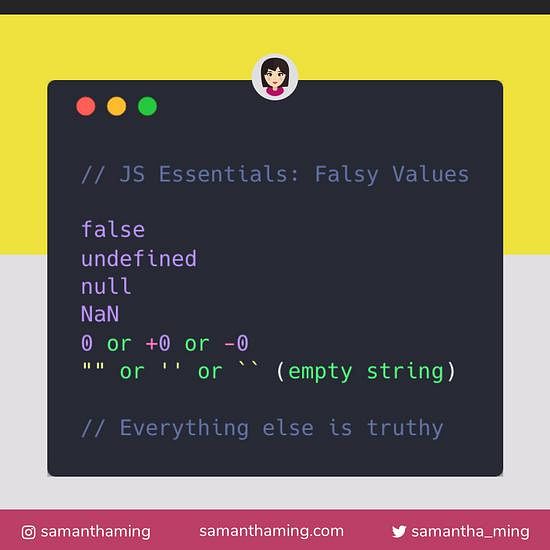 // JS Essentials: Falsy Values
false
undefined
null
NaN
0 or +0 or -0
"" or '' or `` (empty string)
// Everything else is truthy
samanthaming samanthaming.com samantha_ming